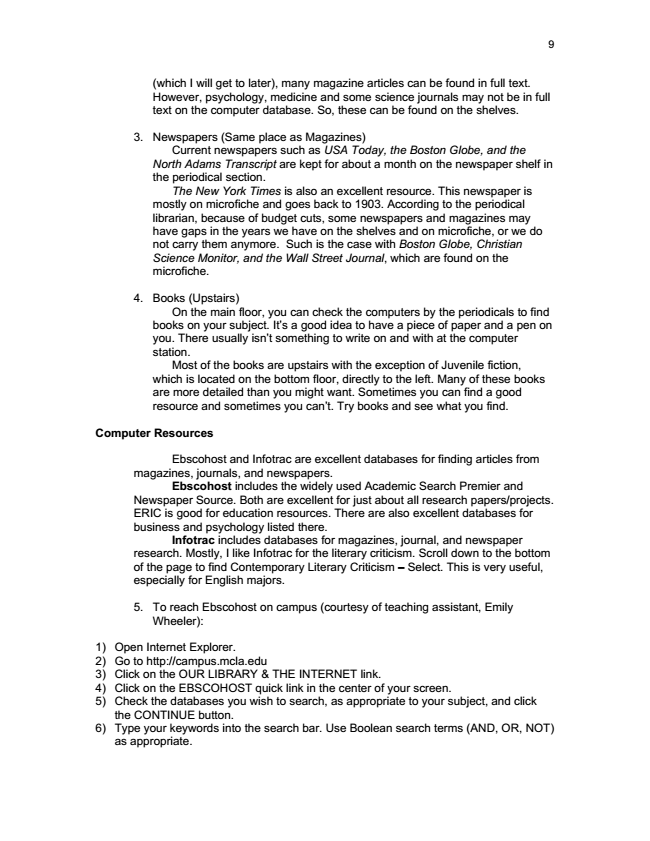 9
(which I will get to later), many magazine articles can be found in full text.
However, psychology, medicine and some science journals may not be in full
text on the computer database. So, these can be found on the shelves.
3. Newspapers (Same place as Magazines)
Current newspapers such as USA Today, the Boston Globe, and the
North Adams Transcript are kept for about a month on the newspaper shelf in
the periodical section.
The New York Times is also an excellent resource. This newspaper is
mostly on microfiche and goes back to 1903. According to the periodical
librarian, because of budget cuts, some newspapers and magazines may
have gaps in the years we have on the shelves and on microfiche, or we do
not carry them anymore.  Such is the case with Boston Globe, Christian
Science Monitor, and the Wall Street Journal, which are found on the
microfiche.
4. Books (Upstairs)
On the main floor, you can check the computers by the periodicals to find
books on your subject. It's a good idea to have a piece of paper and a pen on
you. There usually isn't something to write on and with at the computer
station.
Most of the books are upstairs with the exception of Juvenile fiction,
which is located on the bottom floor, directly to the left. Many of these books
are more detailed than you might want. Sometimes you can find a good
resource and sometimes you can't. Try books and see what you find.
Computer Resources
Ebscohost and Infotrac are excellent databases for finding articles from
magazines, journals, and newspapers.
Ebscohost includes the widely used Academic Search Premier and
Newspaper Source. Both are excellent for just about all research papers/projects.
ERIC is good for education resources. There are also excellent databases for
business and psychology listed there.
Infotrac includes databases for magazines, journal, and newspaper
research. Mostly, I like Infotrac for the literary criticism. Scroll down to the bottom
of the page to find Contemporary Literary Criticism – Select. This is very useful,
especially for English majors.
5. To reach Ebscohost on campus (courtesy of teaching assistant, Emily
Wheeler):
1) Open Internet Explorer.
2) Go to http://campus.mcla.edu
3) Click on the OUR LIBRARY & THE INTERNET link.
4) Click on the EBSCOHOST quick link in the center of your screen.
5) Check the databases you wish to search, as appropriate to your subject, and click
the CONTINUE button.
6) Type your keywords into the search bar. Use Boolean search terms (AND, OR, NOT)
as appropriate.